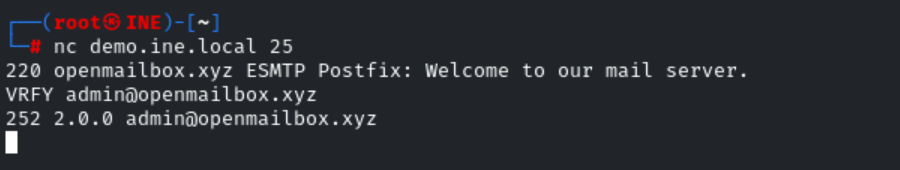 ┌──(root㉿INE)-[~]
└─# nc demo.ine.local 25
220 openmailbox.xyz ESMTP Postfix: Welcome to our mail server.
VRFY admin@openmailbox.xyz
252 2.0.0 admin@openmailbox.xyz